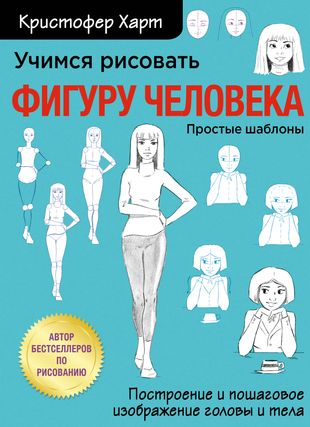 Кристофер Харт
Учимся рисовать
ФИГУРУ ЧЕЛОВЕКА
Простые шаблоны
АВТОР
БЕСТСЕЛЛЕРОВ
ПО
РИСОВАНИЮ
Построение и пошаговое
изображение головы и тела